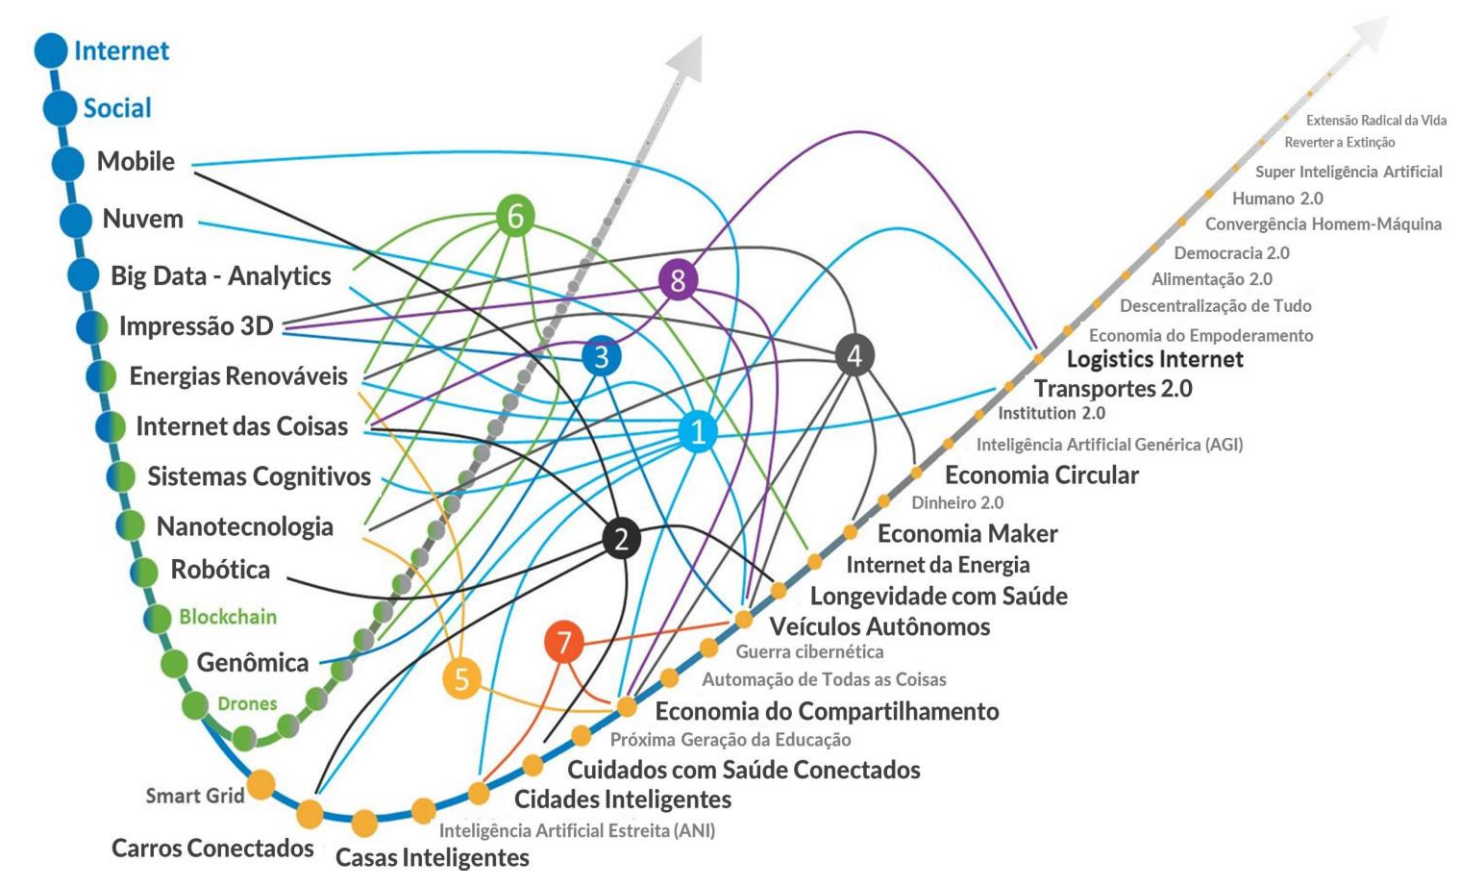 Internet
Social
Mobile
Nuvem
Big Data - Analytics
Impressão 3D
Energias Renováveis
Internet das Coisas
Sistemas Cognitivos
Nanotecnologia
Robótica
Blockchain
Genômica
Drones
Smart Grid
Carros Conectados
Casas Inteligentes
Inteligência Artificial Estreita (ANI)
Cidades Inteligentes
Cuidados com Saúde Conectados
Próxima Geração da Educação
Economia do Compartilhamento
Automação de Todas as Coisas
Guerra cibernética
Veículos Autônomos
Longevidade com Saúde
Internet da Energia
Economia Maker
Dinheiro 2.0
Economia Circular
Inteligência Artificial Genérica (AGI)
Institution 2.0
Transportes 2.0
Logistics Internet
Economia do Empoderamento
Descentralização de Tudo
Alimentação 2.0
Democracia 2.0
Convergência Homem-Máquina
Humano 2.0
Super Inteligência Artificial
Reverter a Extinção
Extensão Radical da Vida
6
8
3
4
1
2
7
5